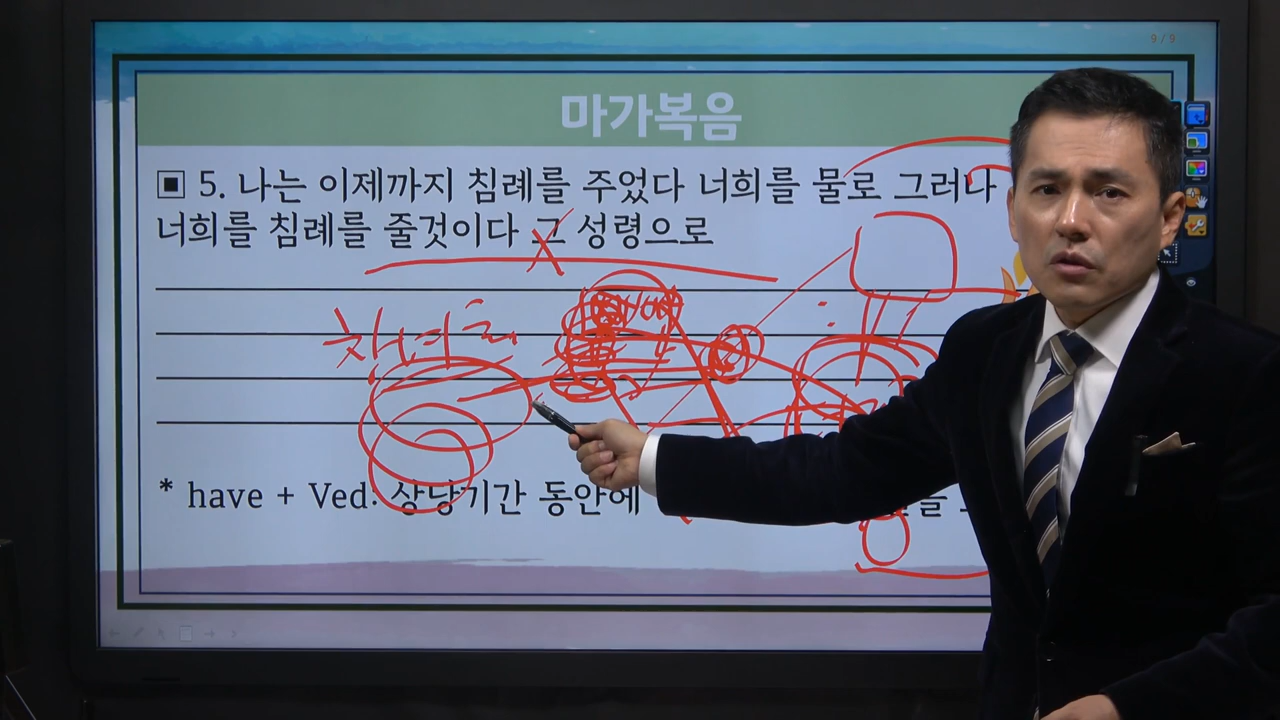 9 / 9
마가복음
▣ 5. 나는 이제까지 침례를 주었다 너희를 물로 그러나
너희를 침례를 줄것이다 그 성령으로
* have + Ved: 상당기간 동안에